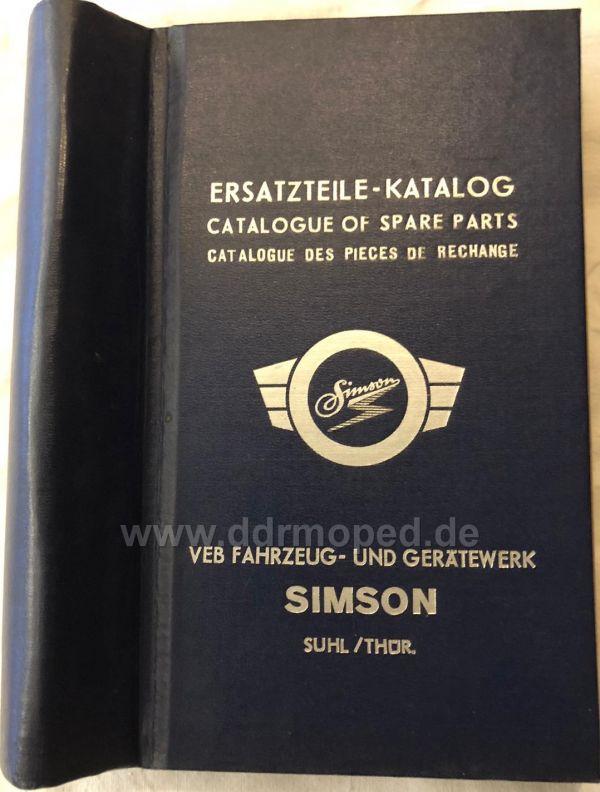 ERSATZTEILE-KATALOG
CATALOGUE OF SPARE PARTS
CATALOGUE DES PIECES DE RECHANGE
Simson
www.ddrmoped.de
VEB FAHRZEUG- UND GERÄTEWERK
SIMSON
SUHL/THÜR.